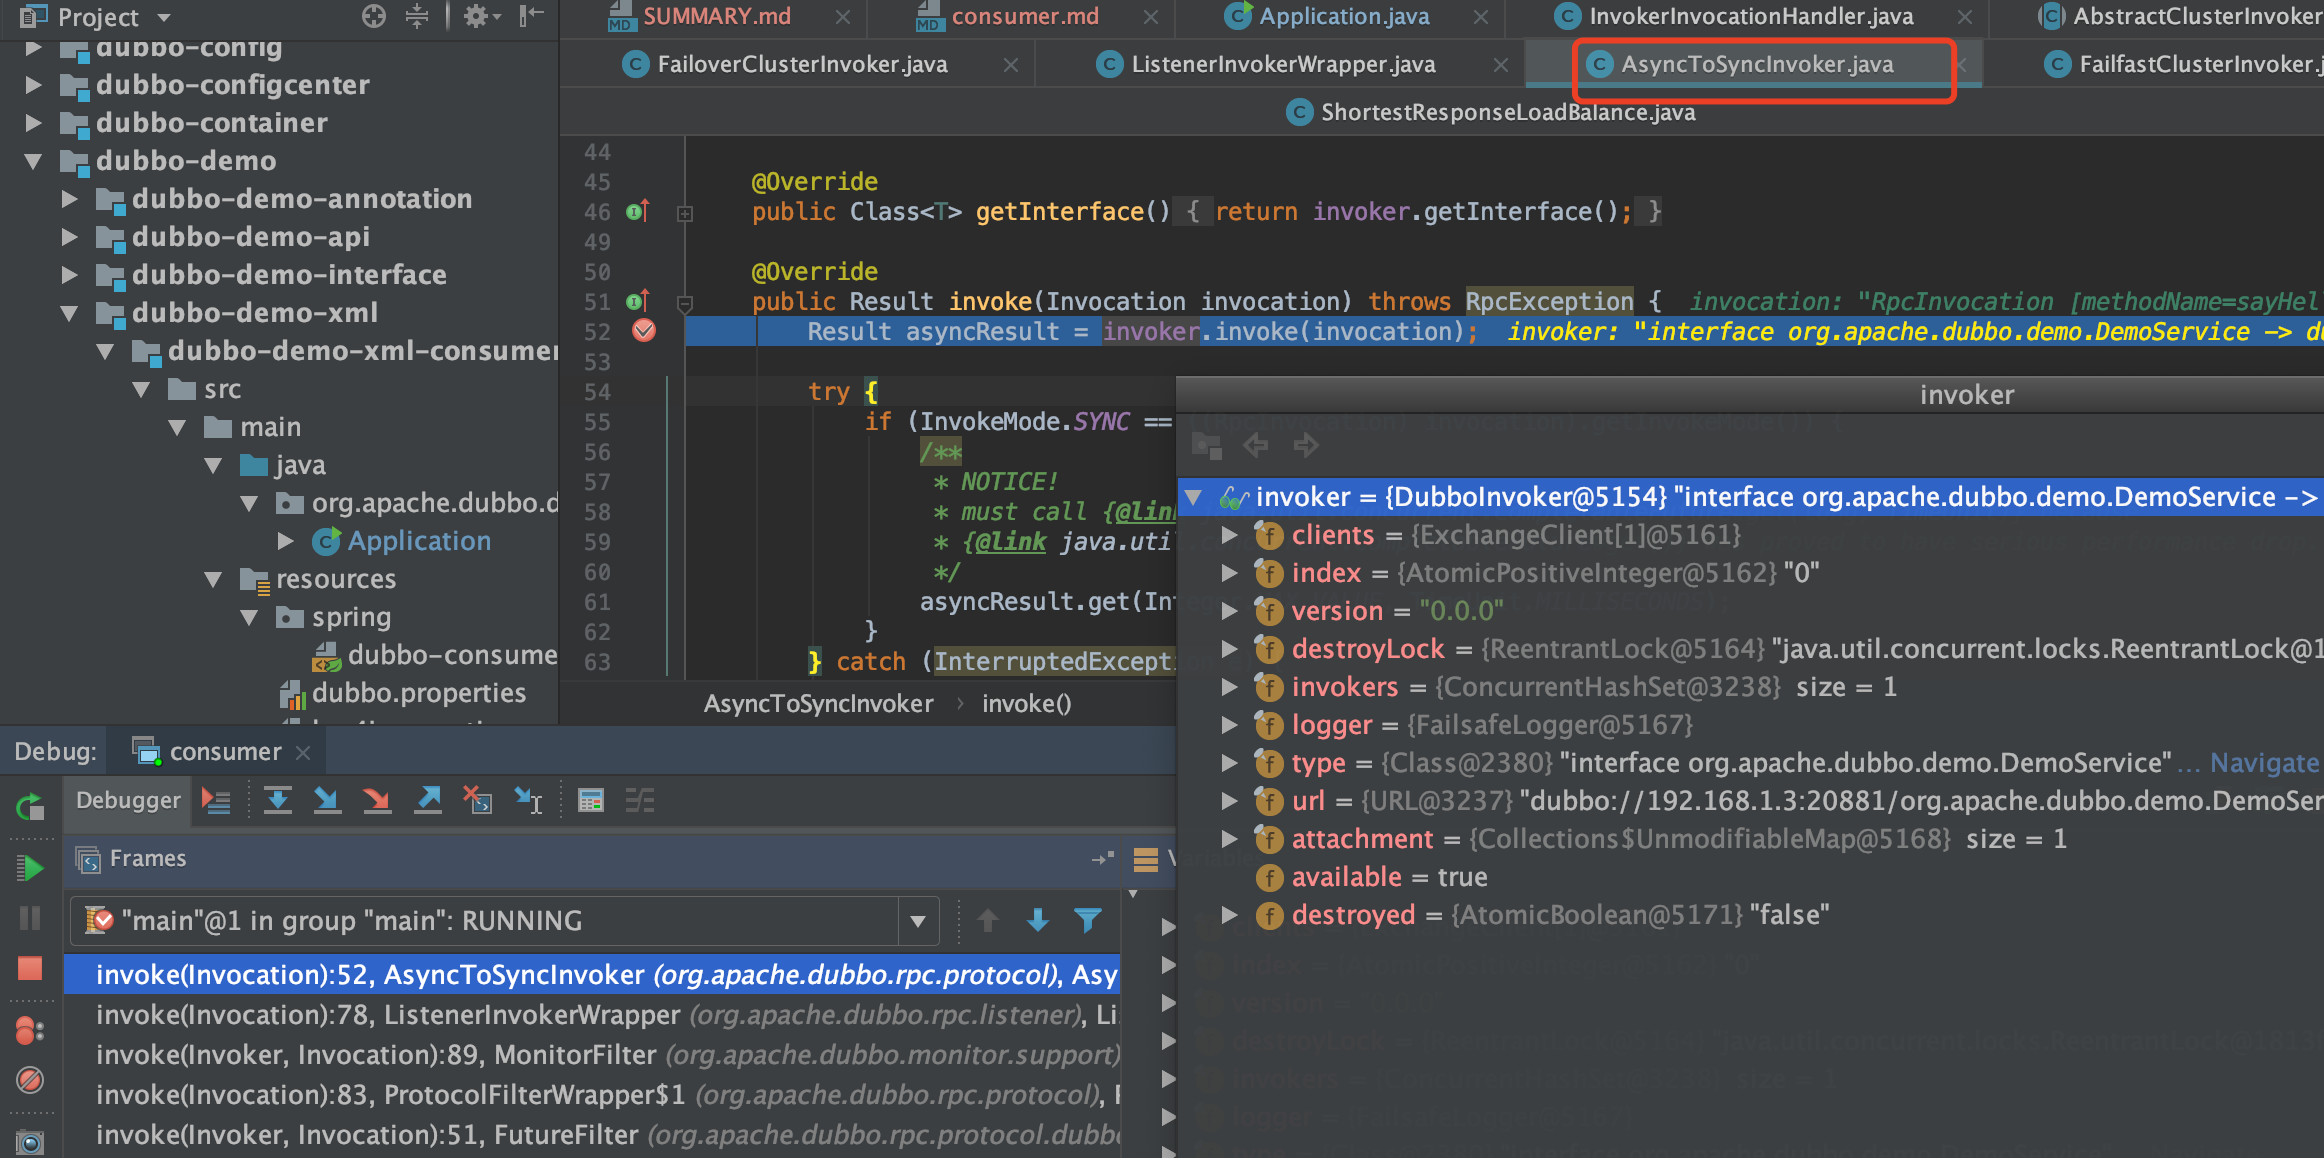 Project
SUMMARY.md
consumer.md
Application.java
InvokerInvocationHandler.java
AbstractClusterInvoker
FailoverClusterInvoker.java
ListenerInvokerWrapper.java
AsyncToSyncInvoker.java
FailfastClusterInvoker.j
ShortestResponseLoadBalance.java
dubbo-config
dubbo-configcenter
dubbo-container
dubbo-demo
dubbo-demo-annotation
dubbo-demo-api
dubbo-demo-interface
dubbo-demo-xml
dubbo-demo-xml-consumer
src
main
java
org.apache.dubbo.d
Application
resources
spring
dubbo-consume
dubbo.properties
44
45 @Override
46 public Class<T> getInterface() { return invoker.getInterface(); }
49
50 @Override
51 public Result invoke(Invocation invocation) throws RpcException { invocation: "RpcInvocation [methodName=sayHel
52 Result asyncResult = invoker.invoke(invocation); invoker: "interface org.apache.dubbo.demo.DemoService -> du
53
54 try {
55 if (InvokeMode.SYNC == ((RpcInvocation) invocation).getInvokeMode()) {
56 /**
57 * NOTICE!
58 * must call {@link
59 * {@link java.util
60 */
61 asyncResult.get(Int
62 }
63 } catch (InterruptedExcepti
AsyncToSyncInvoker › invoke()
invoker
invoker = {DubboInvoker@5154} "interface org.apache.dubbo.demo.DemoService ->
clients = {ExchangeClient[1]@5161}
index = {AtomicPositiveInteger@5162} "0"
version = "0.0.0"
destroyLock = {ReentrantLock@5164} "java.util.concurrent.locks.ReentrantLock@1
invokers = {ConcurrentHashSet@3238} size = 1
logger = {FailsafeLogger@5167}
type = {Class@2380} "interface org.apache.dubbo.demo.DemoService" ... Navigate
url = {URL@3237} "dubbo://192.168.1.3:20881/org.apache.dubbo.demo.DemoSer
attachment = {Collections$UnmodifiableMap@5168} size = 1
available = true
destroyed = {AtomicBoolean@5171} "false"
Debug: consumer
Debugger
Frames
"main"@1 in group "main": RUNNING
invoke(Invocation):52, AsyncToSyncInvoker (org.apache.dubbo.rpc.protocol), Asy
invoke(Invocation):78, ListenerInvokerWrapper (org.apache.dubbo.rpc.listener), Li
invoke(Invoker, Invocation):89, MonitorFilter (org.apache.dubbo.monitor.support)
invoke(Invocation):83, ProtocolFilterWrapper$1 (org.apache.dubbo.rpc.protocol), P
invoke(Invoker, Invocation):51, FutureFilter (org.apache.dubbo.rpc.protocol.dubbo